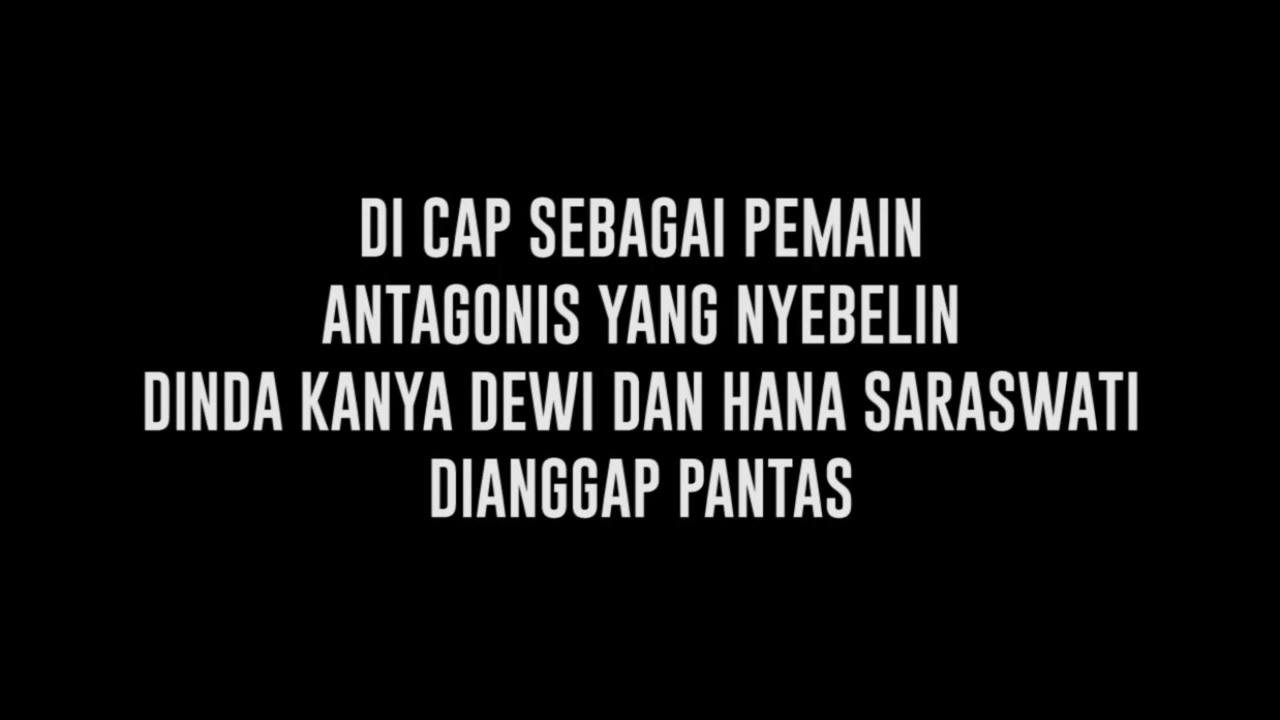 DI CAP SEBAGAI PEMAIN
ANTAGONIS YANG NYEBELIN
DINDA KANYA DEWI DAN HANA SARASWATI
DIANGGAP PANTAS